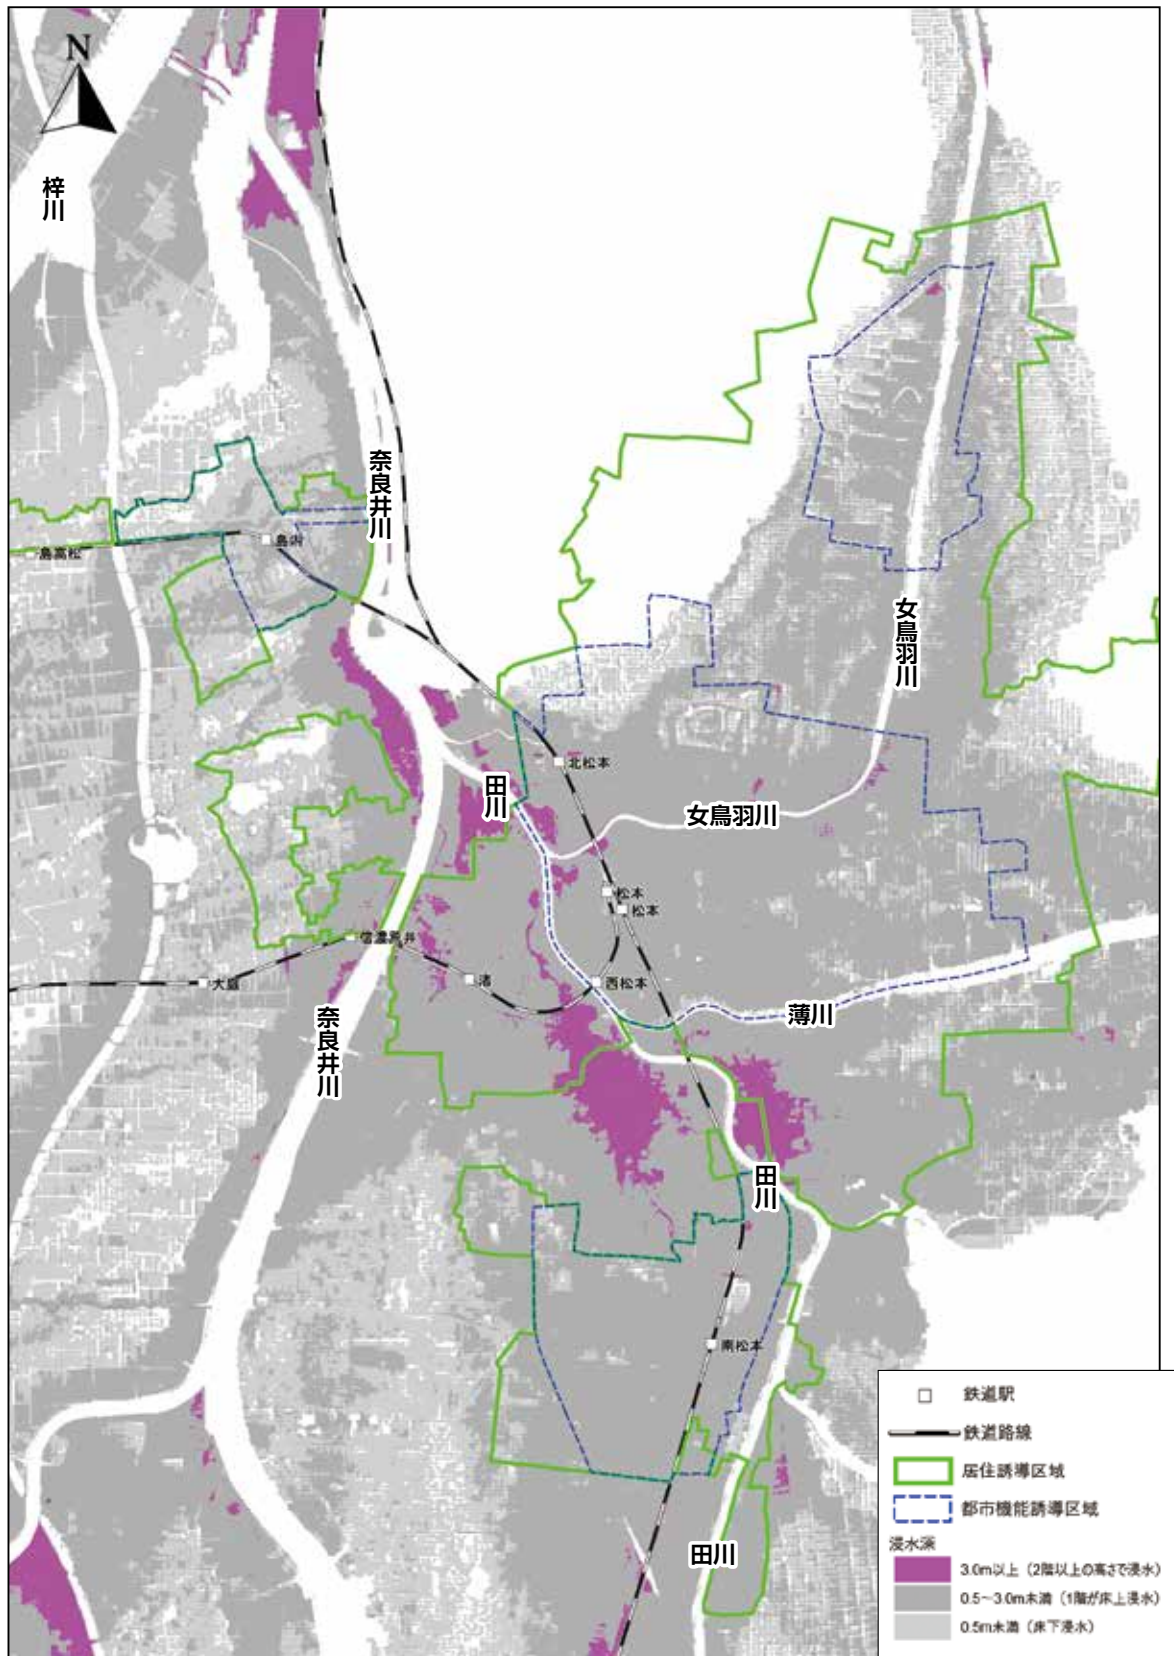 N
梓川
奈良井川
島高松
島内
女鳥羽川
北松本
田川
女鳥羽川
松本
松本
信濃荒井
大庭
渚
西松本
薄川
奈良井川
田川
南松本
田川
鉄道駅
鉄道路線
居住誘導区域
都市機能誘導区域
浸水深
3.0m以上（2階以上の高さで浸水）
0.5～3.0m未満（1階が床上浸水）
0.5m未満（床下浸水）